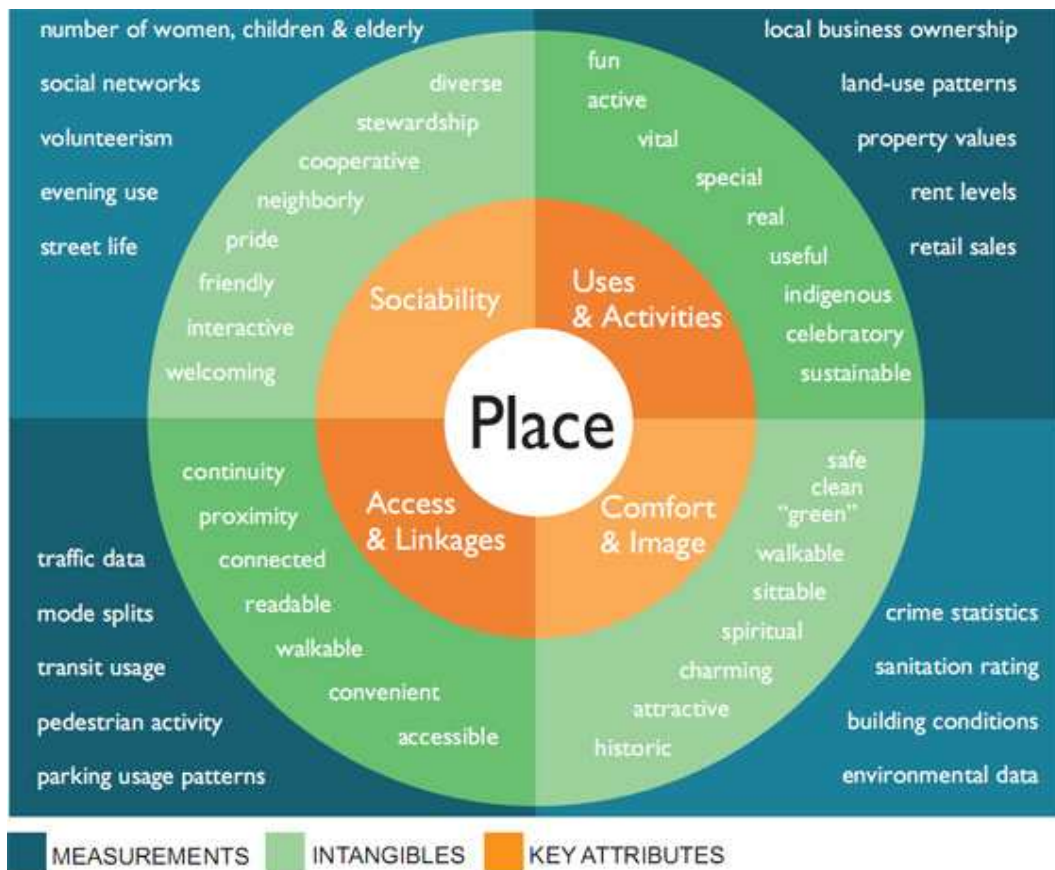 number of women, children & elderly
social networks
volunteerism
evening use
street life
diverse
stewardship
cooperative
neighborly
pride
friendly
interactive
welcoming
Sociability
fun
active
vital
special
real
useful
indigenous
celebratory
sustainable
Uses
& Activities
local business ownership
land-use patterns
property values
rent levels
retail sales
Place
continuity
proximity
connected
readable
walkable
convenient
accessible
Access
& Linkages
traffic data
mode splits
transit usage
pedestrian activity
parking usage patterns
Comfort
& Image
safe
clean
"green"
walkable
sittable
spiritual
charming
attractive
historic
crime statistics
sanitation rating
building conditions
environmental data
MEASUREMENTS
INTANGIBLES
KEY ATTRIBUTES